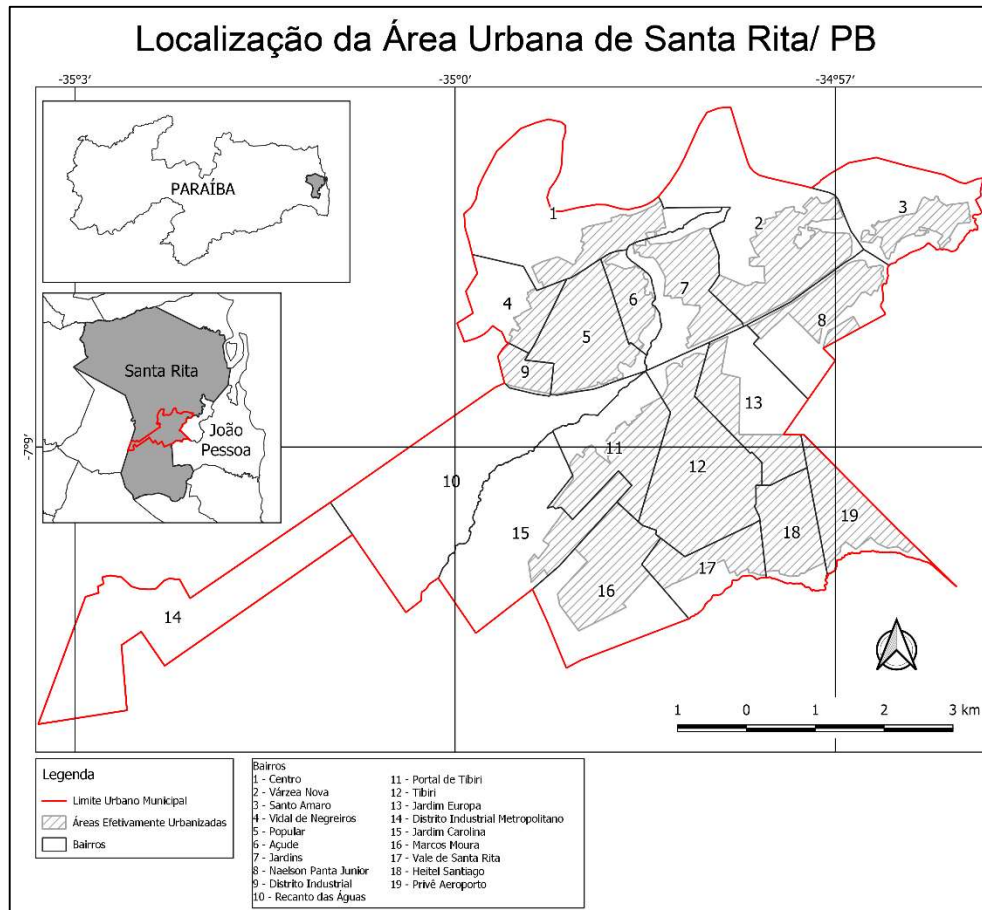 Localização da Área Urbana de Santa Rita/ PB
-35°3'
-35°0'
-34°57'
-7°9'
PARAÍBA
Santa Rita
João
Pessoa
1
2
3
4
5
6
7
8
9
10
11
12
13
14
15
16
17
18
19
1 0 1 2 3 km
Legenda
Limite Urbano Municipal
Áreas Efetivamente Urbanizadas
Bairros
Bairros
1 - Centro
2 - Várzea Nova
3 - Santo Amaro
4 - Vidal de Negreiros
5 - Popular
6 - Açude
7 - Jardins
8 - Naelson Panta Junior
9 - Distrito Industrial
10 - Recanto das Águas
11 - Portal de Tibiri
12 - Tibiri
13 - Jardim Europa
14 - Distrito Industrial Metropolitano
15 - Jardim Carolina
16 - Marcos Moura
17 - Vale de Santa Rita
18 - Heitel Santiago
19 - Privê Aeroporto